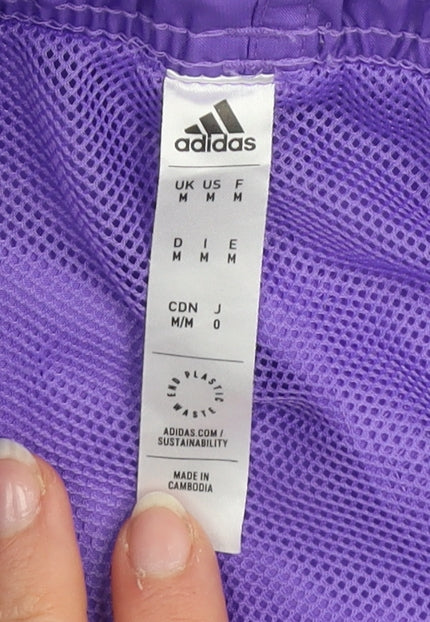 adidas
UK US F
M M M
D I E
M M M
CDN J
M/M O
END PLASTIC WASTE
ADIDAS.COM/
SUSTAINABILITY
MADE IN
CAMBODIA